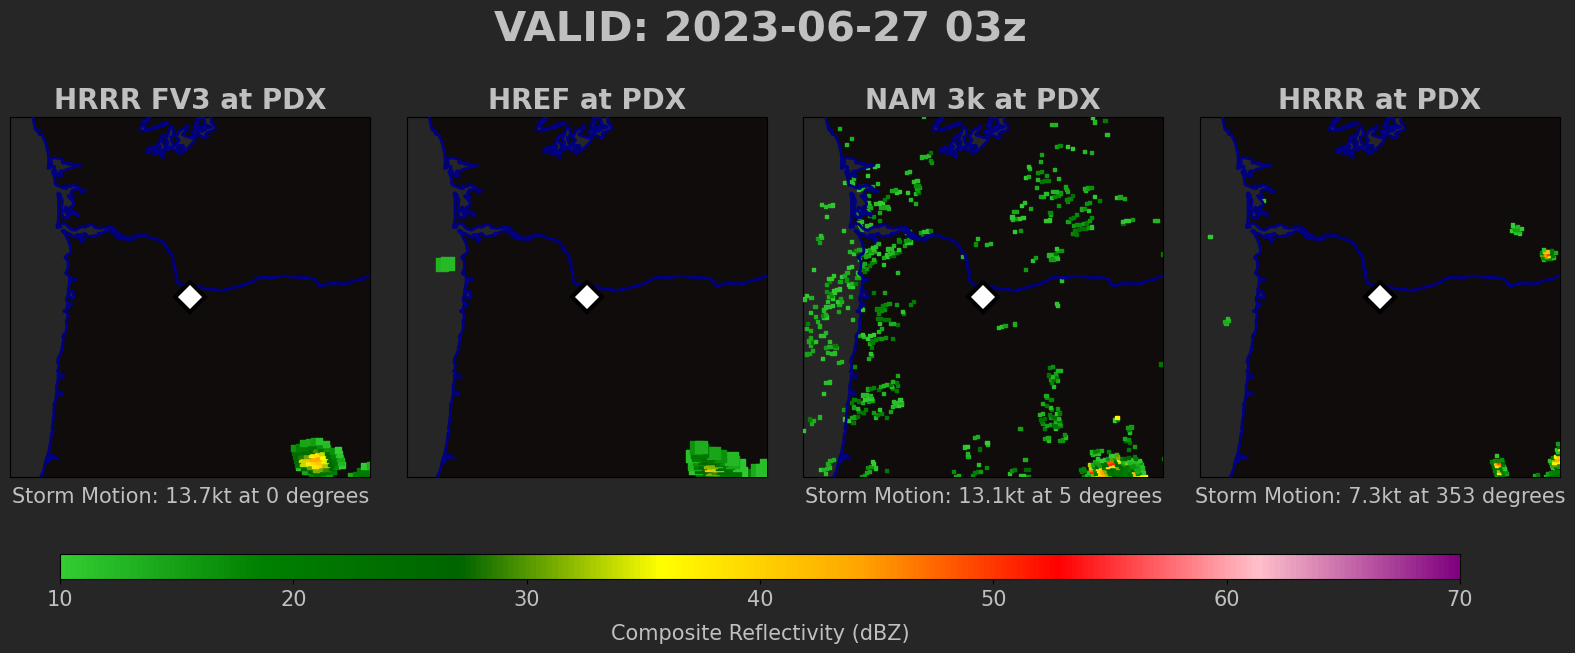 VALID: 2023-06-27 03z
HRRR FV3 at PDX
HREF at PDX
NAM 3k at PDX
HRRR at PDX
Storm Motion: 13.7kt at 0 degrees
Storm Motion: 13.1kt at 5 degrees
Storm Motion: 7.3kt at 353 degrees
10 20 30 40 50 60 70
Composite Reflectivity (dBZ)